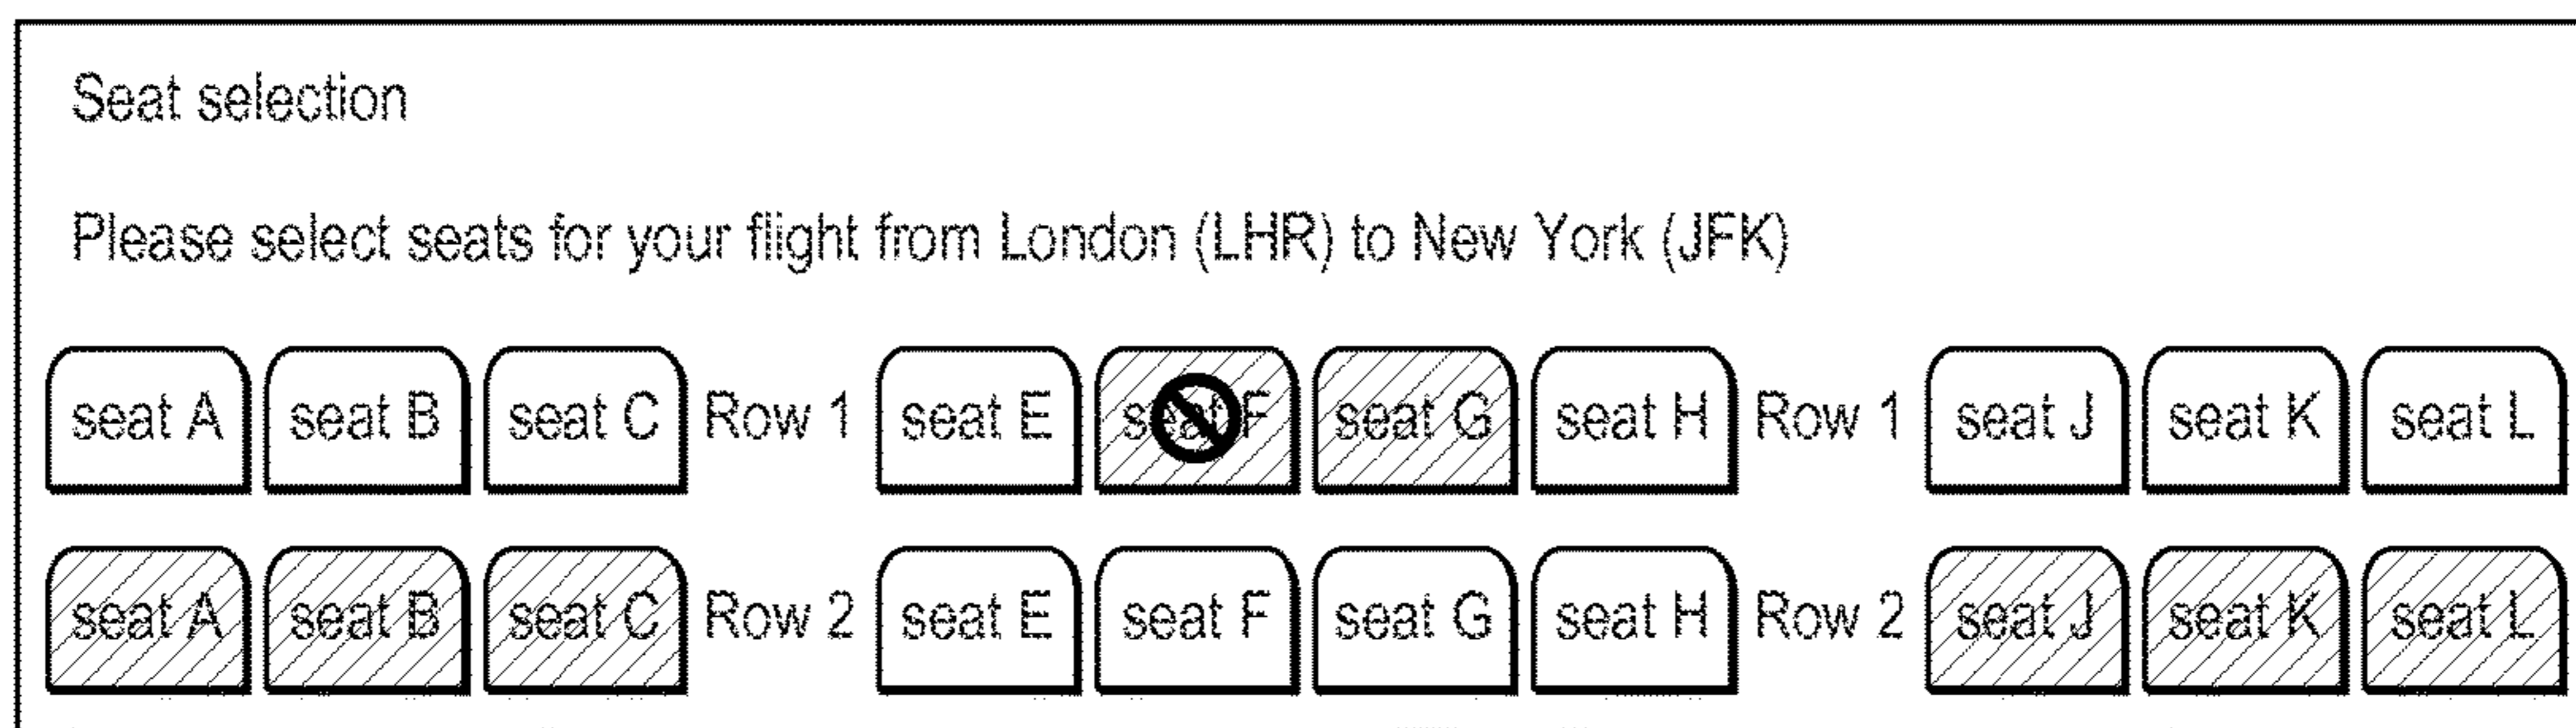 Seat selection
Please select seats for your flight from London (LHR) to New York (JFK)
seat A seat B seat C Row 1 seat E seat F seat G seat H Row 1 seat J seat K seat L
seat A seat B seat C Row 2 seat E seat F seat G seat H Row 2 seat J seat K seat L